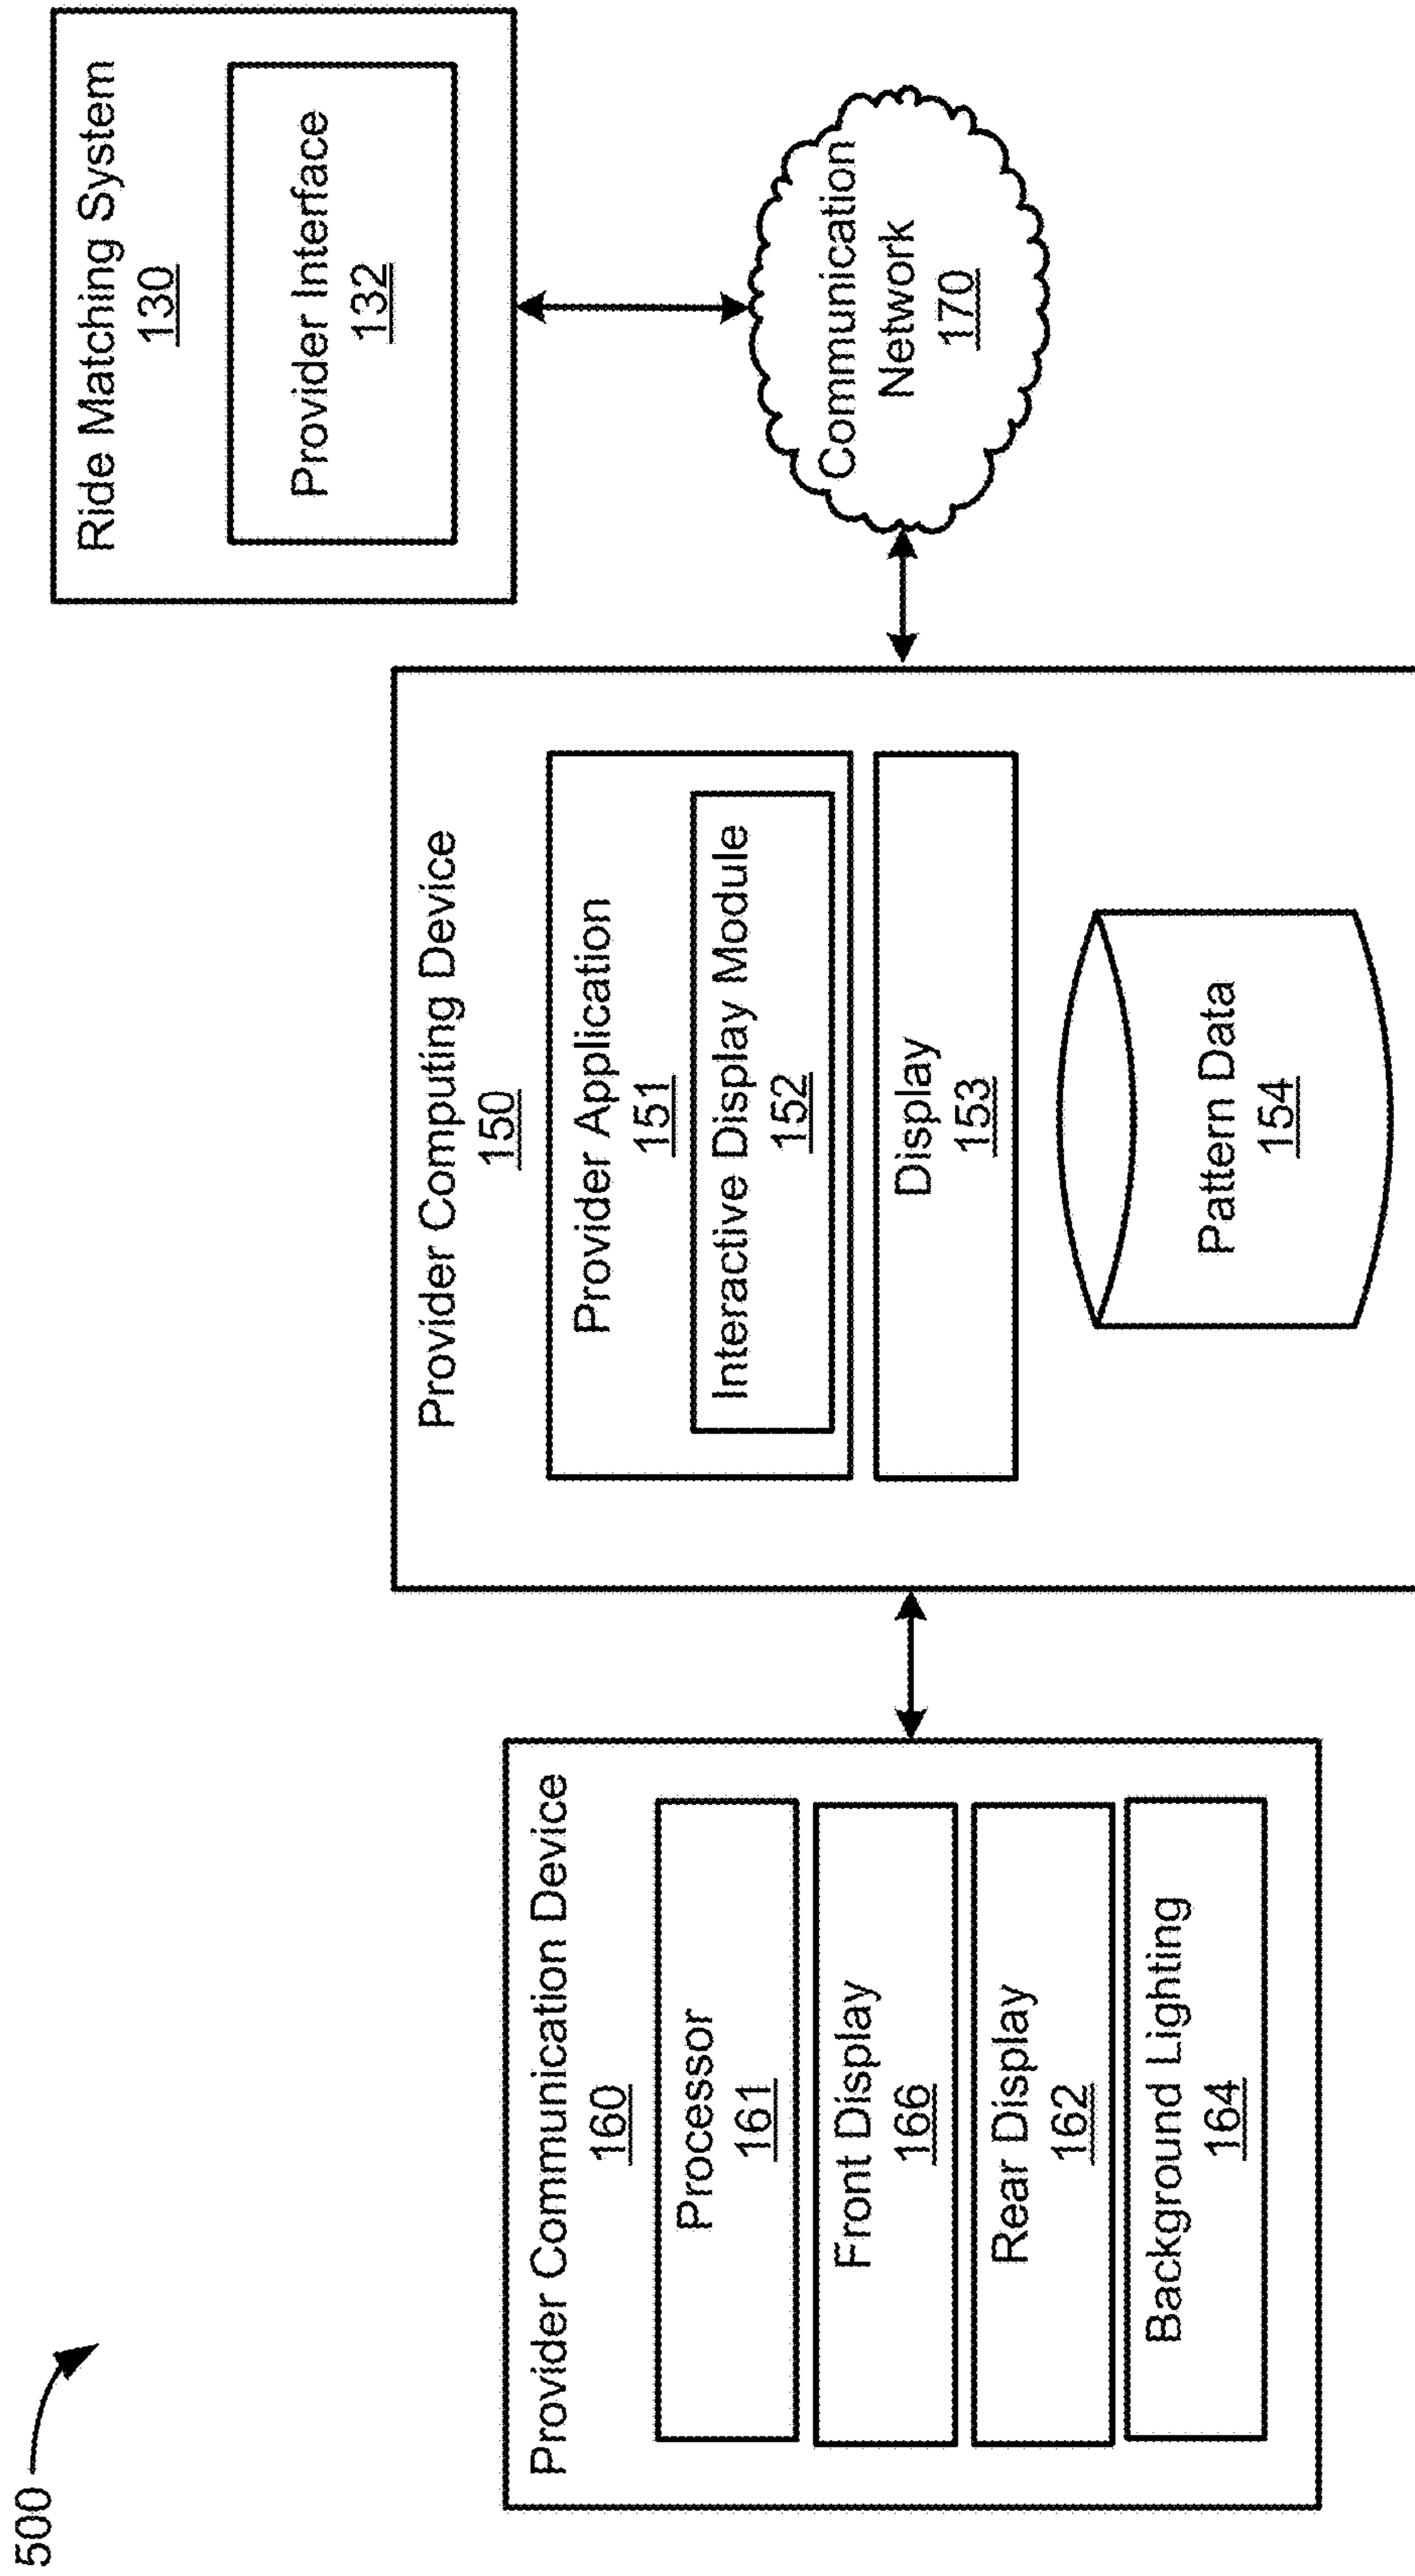 500
Provider Communication Device
160
Processor
161
Front Display
166
Rear Display
162
Background Lighting
164
Provider Computing Device
150
Provider Application
151
Interactive Display Module
152
Display
153
Pattern Data
154
Ride Matching System
130
Provider Interface
132
Communication
Network
170